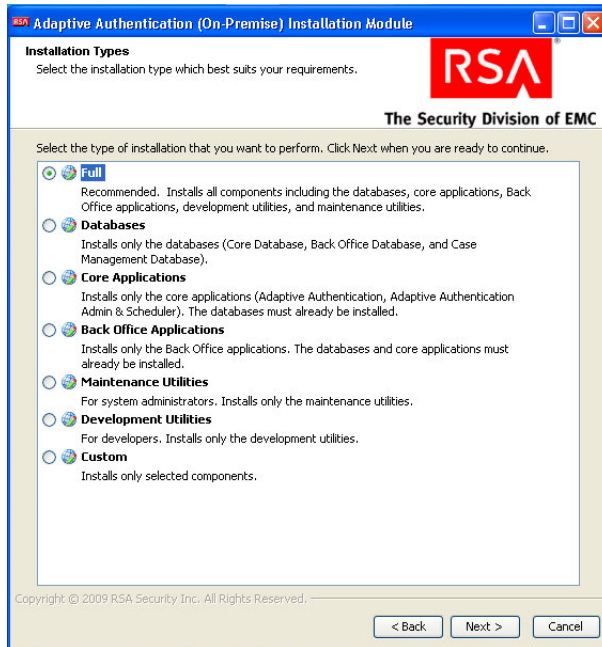 RSA Adaptive Authentication (On-Premise) Installation Module
Installation Types
Select the installation type which best suits your requirements.
RSA
The Security Division of EMC
Select the type of installation that you want to perform. Click Next when you are ready to continue.
Full
Recommended. Installs all components including the databases, core applications, Back
Office applications, development utilities, and maintenance utilities.
Databases
Installs only the databases (Core Database, Back Office Database, and Case
Management Database).
Core Applications
Installs only the core applications (Adaptive Authentication, Adaptive Authentication
Admin & Scheduler). The databases must already be installed.
Back Office Applications
Installs only the Back Office applications. The databases and core applications must
already be installed.
Maintenance Utilities
For system administrators. Installs only the maintenance utilities.
Development Utilities
For developers. Installs only the development utilities.
Custom
Installs only selected components.
Copyright © 2009 RSA Security Inc. All Rights Reserved.
< Back Next > Cancel